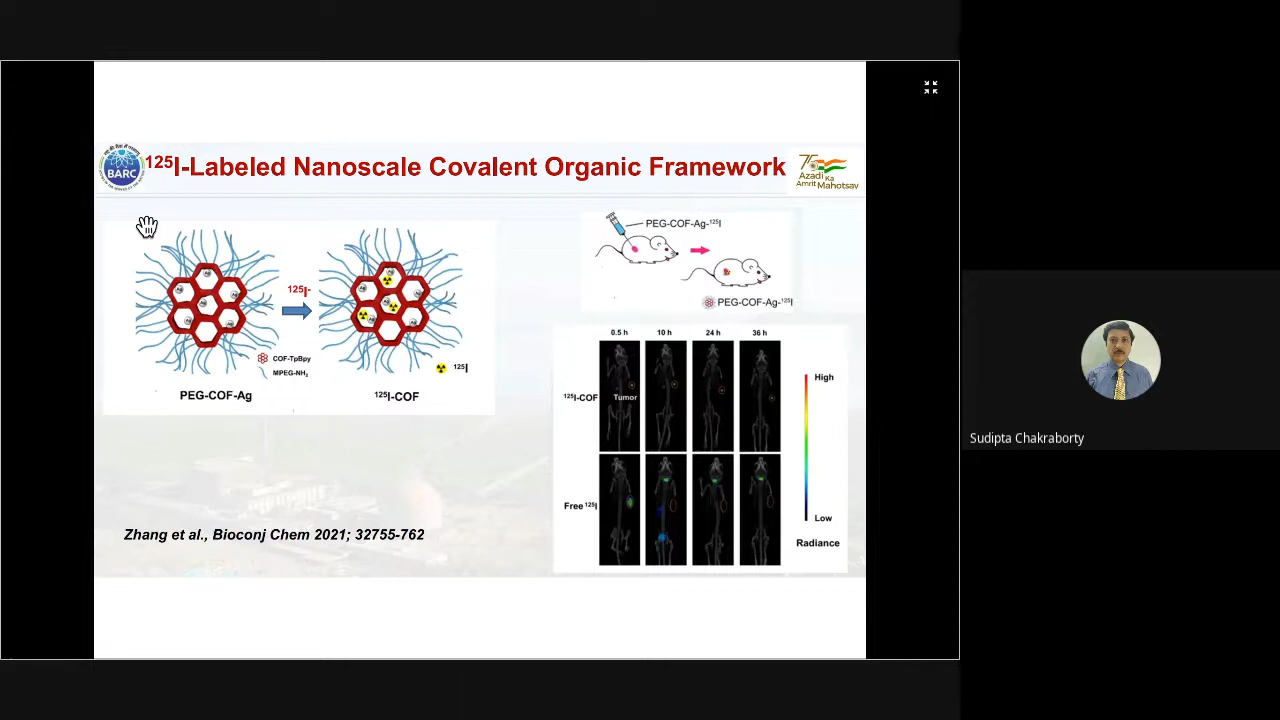 ¹²⁵I-Labeled Nanoscale Covalent Organic Framework
BARC
75
Azadi
Ka
Amrit Mahotsav
PEG-COF-Ag-¹²⁵I
PEG-COF-Ag-¹²⁵I
¹²⁵I-
COF-TpBpy
MPEG-NH₂
¹²⁵I
PEG-COF-Ag
¹²⁵I-COF
0.5 h 10 h 24 h 36 h
¹²⁵I-COF
Tumor
Free ¹²⁵I
High
Low
Radiance
Zhang et al., Bioconj Chem 2021; 32755-762
Sudipta Chakraborty